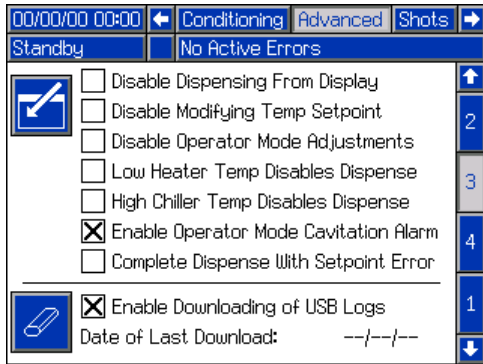 00/00/00 00:00 Conditioning Advanced Shots
Standby No Active Errors
Disable Dispensing From Display
Disable Modifying Temp Setpoint
2
Disable Operator Mode Adjustments
Low Heater Temp Disables Dispense
3
High Chiller Temp Disables Dispense
Enable Operator Mode Cavitation Alarm
4
Complete Dispense With Setpoint Error
Enable Downloading of USB Logs
1
Date of Last Download: --/--/--